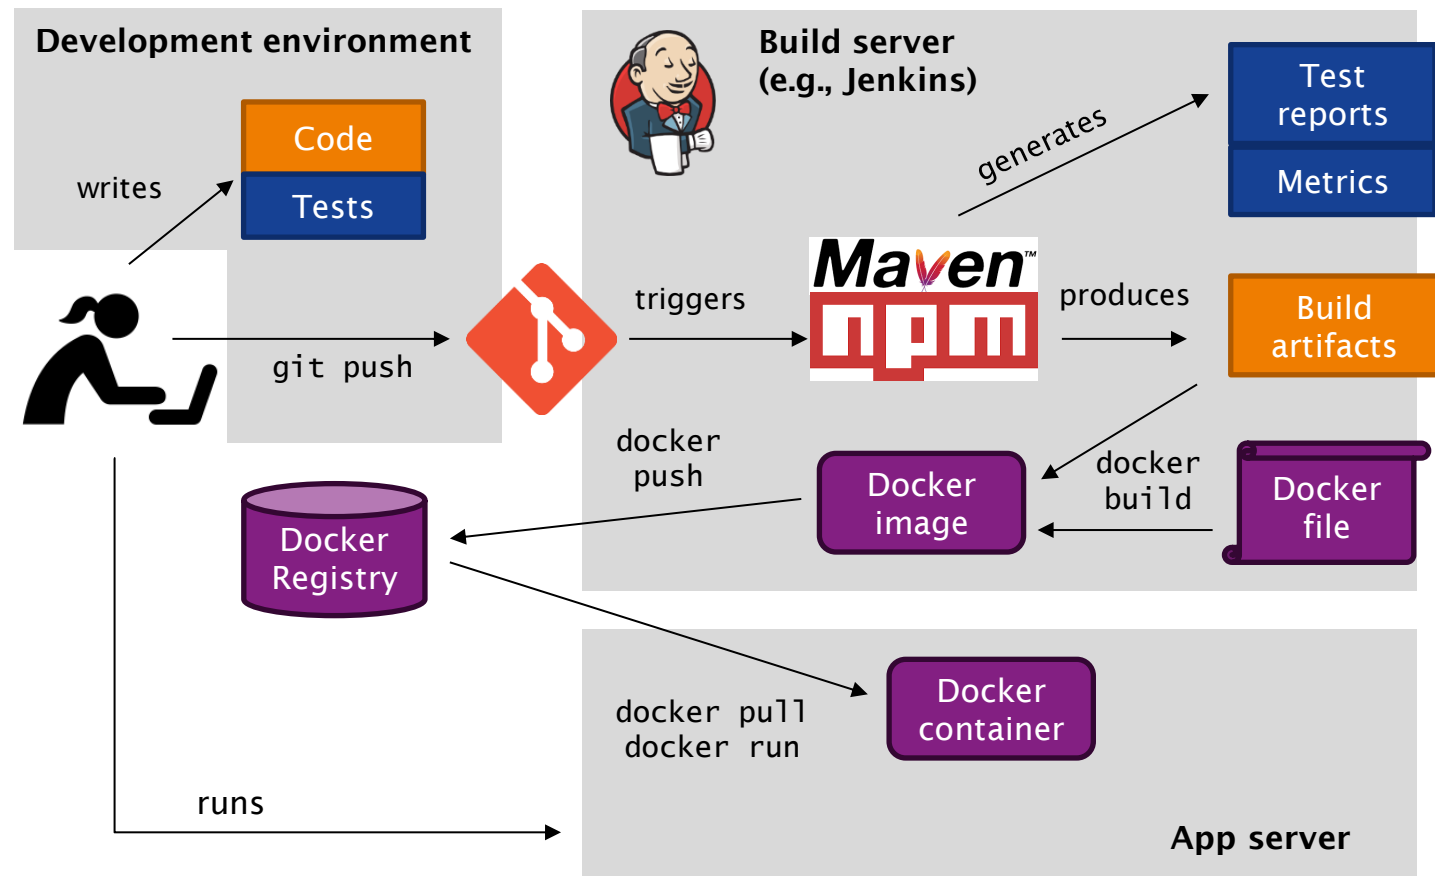 Development environment
Code
Tests
writes
git push
Build server
(e.g., Jenkins)
generates
Test
reports
Metrics
triggers
Maven™
npm
produces
Build
artifacts
docker
push
Docker
image
docker
build
Docker
file
Docker
Registry
docker pull
docker run
Docker
container
runs
App server